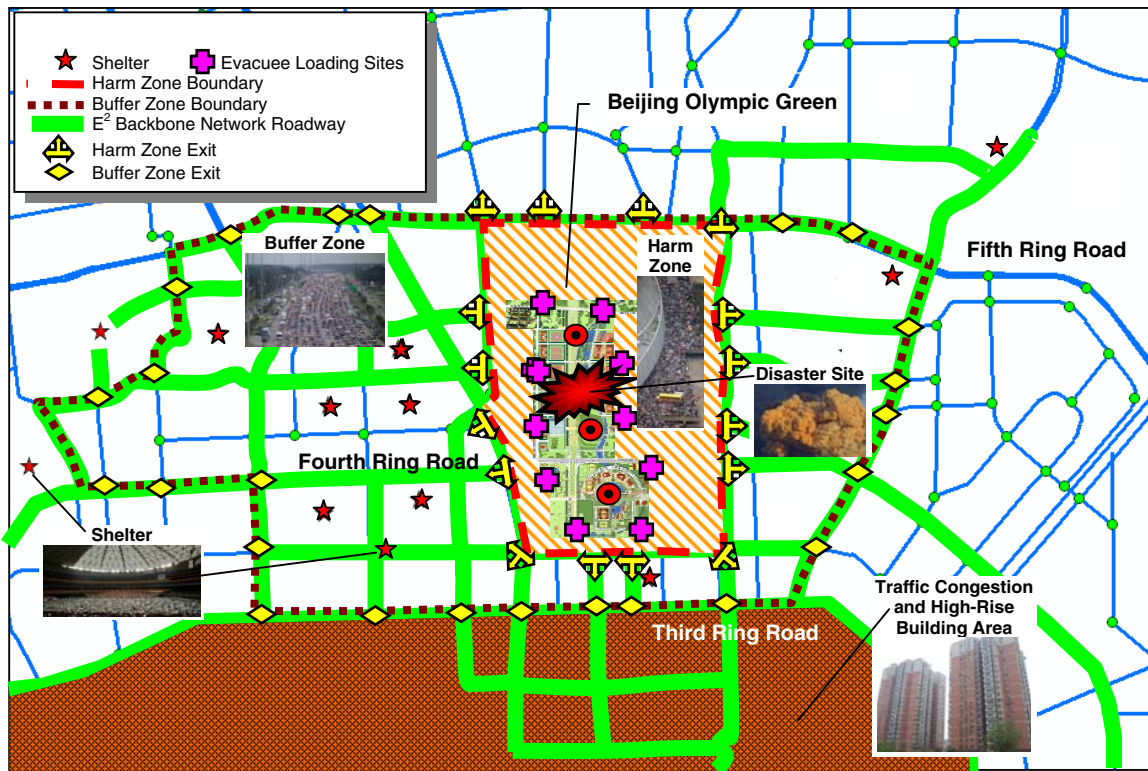 Shelter
Evacuee Loading Sites
Harm Zone Boundary
Buffer Zone Boundary
E² Backbone Network Roadway
Harm Zone Exit
Buffer Zone Exit
Beijing Olympic Green
Buffer Zone
Harm
Zone
Fifth Ring Road
Disaster Site
Fourth Ring Road
Shelter
Traffic Congestion
and High-Rise
Building Area
Third Ring Road